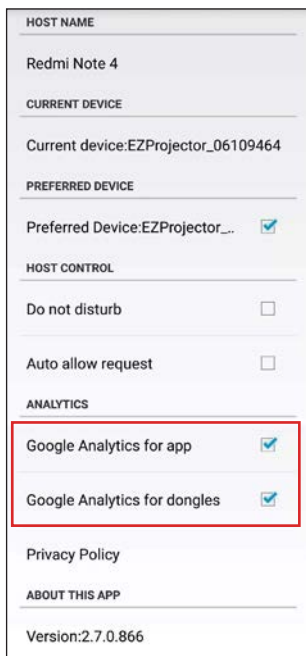 HOST NAME
Redmi Note 4
CURRENT DEVICE
Current device:EZProjector_06109464
PREFERRED DEVICE
Preferred Device:EZProjector_..
HOST CONTROL
Do not disturb
Auto allow request
ANALYTICS
Google Analytics for app
Google Analytics for dongles
Privacy Policy
ABOUT THIS APP
Version:2.7.0.866